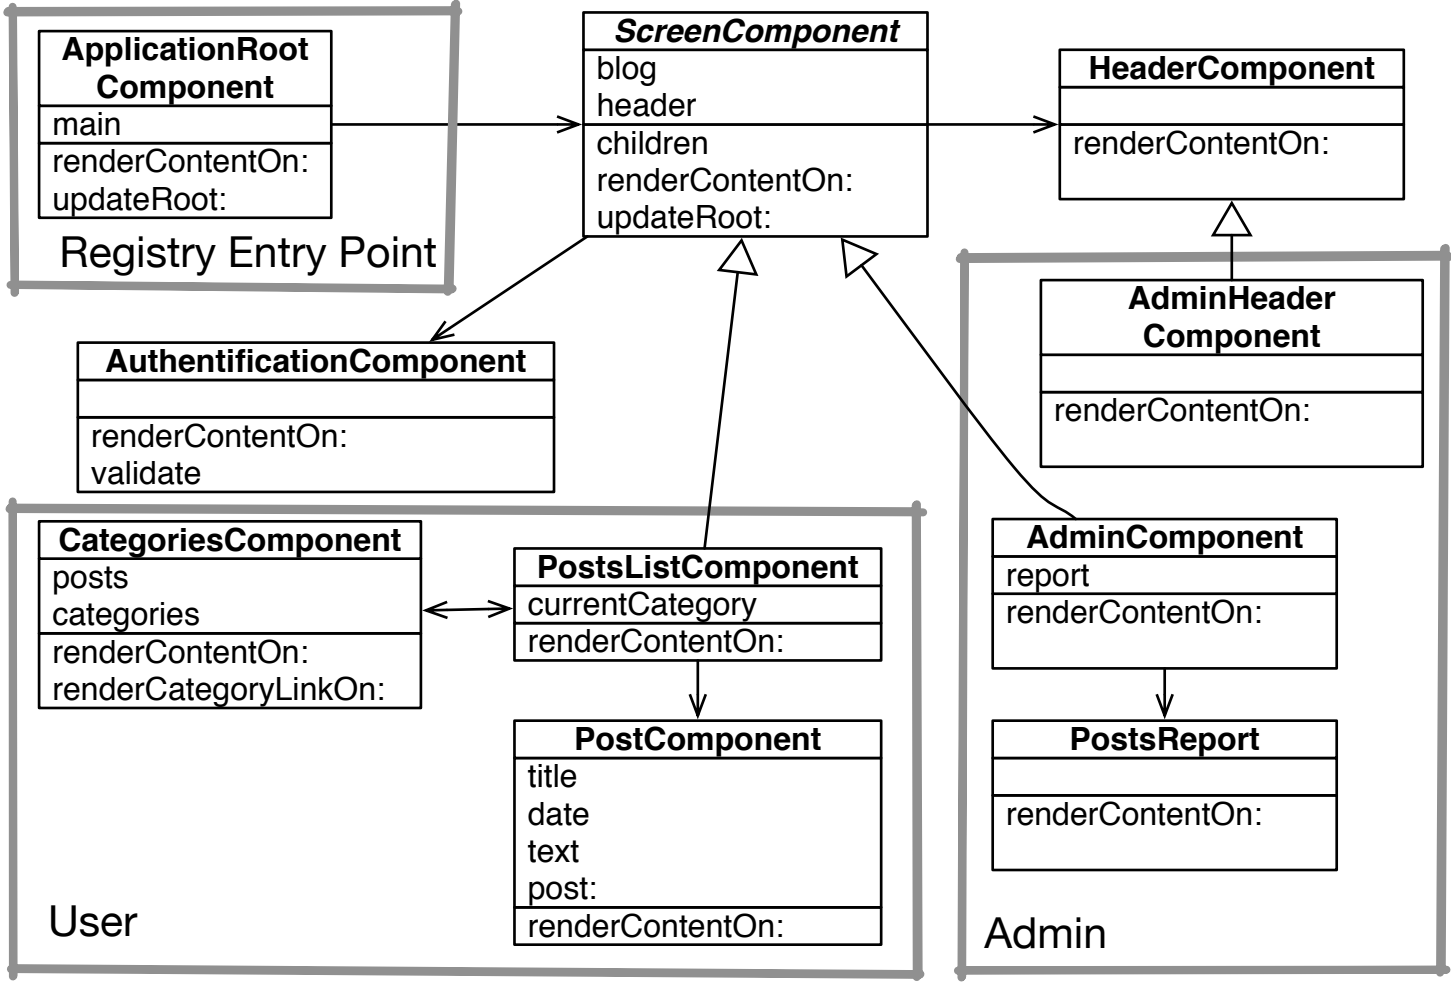 ApplicationRoot
Component
main
renderContentOn:
updateRoot:
Registry Entry Point
ScreenComponent
blog
header
children
renderContentOn:
updateRoot:
HeaderComponent
renderContentOn:
AuthentificationComponent
renderContentOn:
validate
AdminHeader
Component
renderContentOn:
CategoriesComponent
posts
categories
renderContentOn:
renderCategoryLinkOn:
PostsListComponent
currentCategory
renderContentOn:
PostComponent
title
date
text
post:
renderContentOn:
User
AdminComponent
report
renderContentOn:
PostsReport
renderContentOn:
Admin